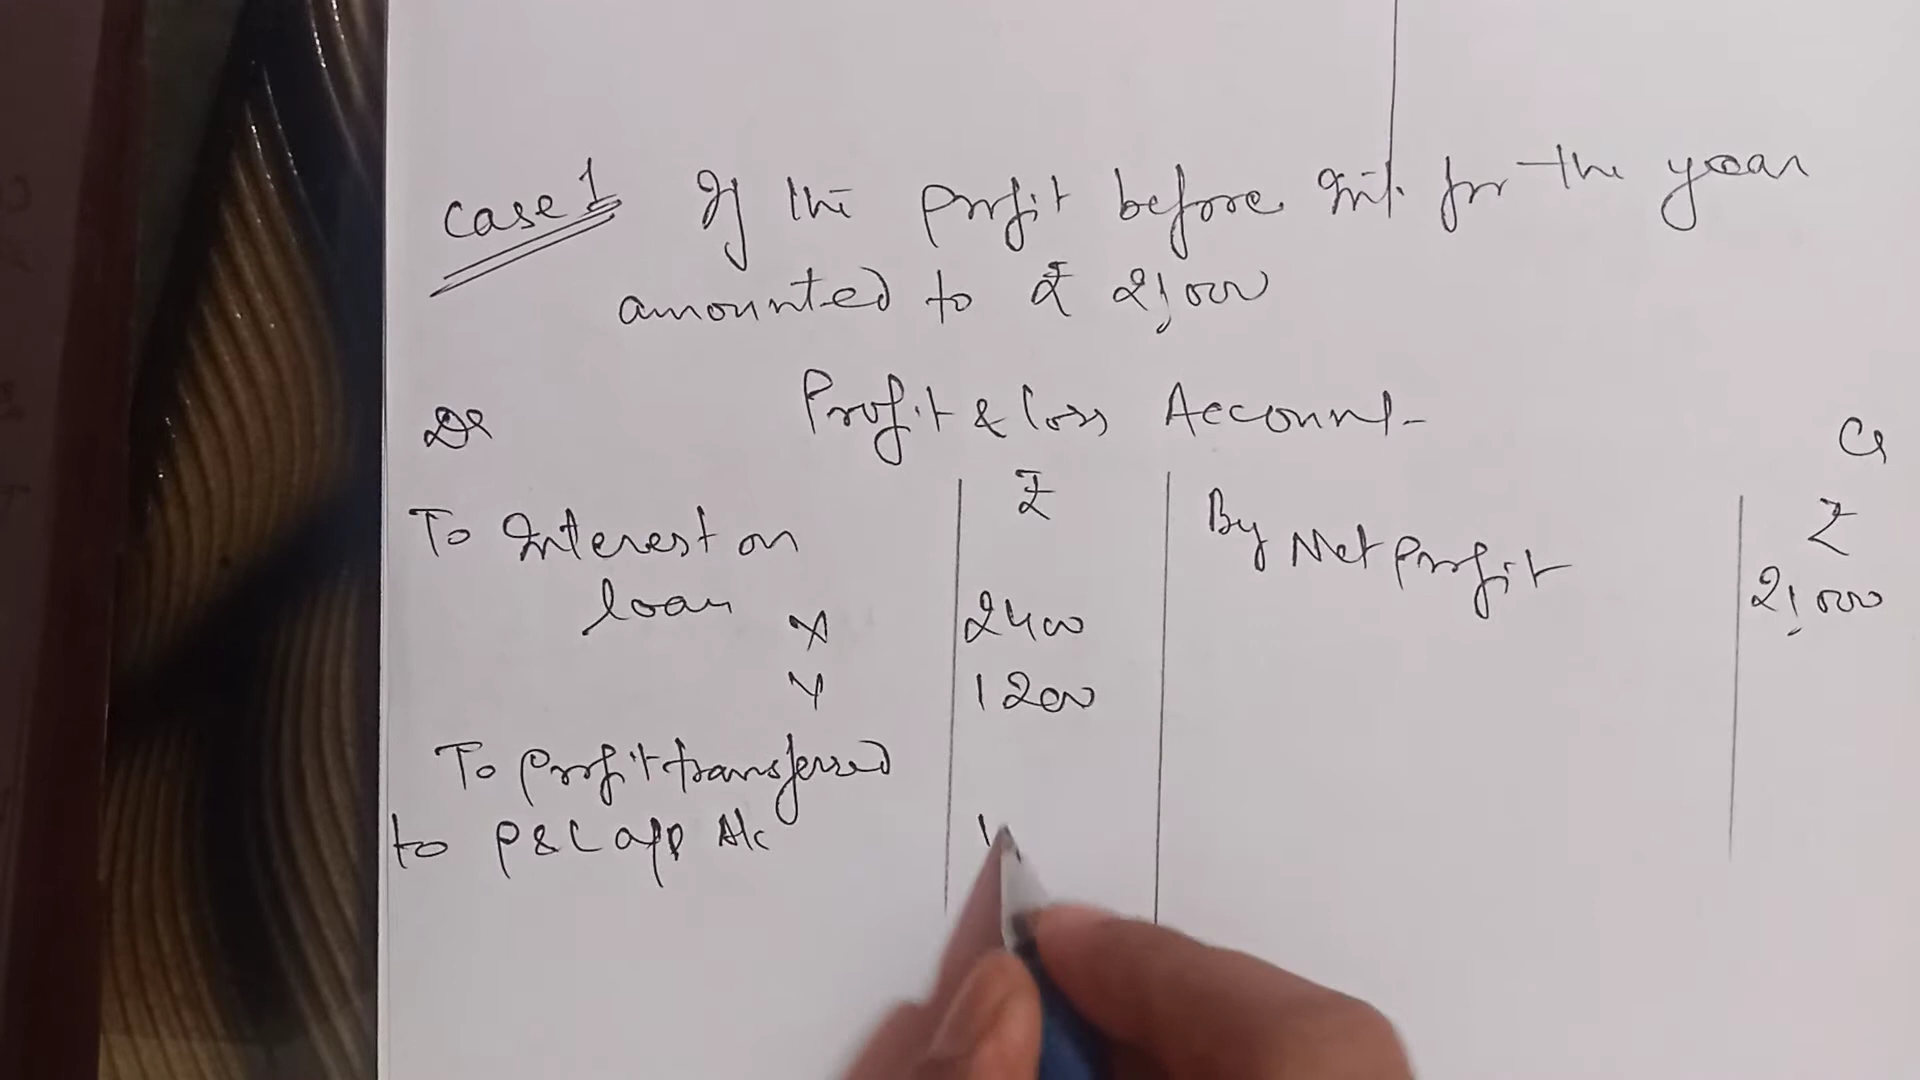 Case 1 If the profit before Int. for the year
amounted to ₹ 21,000
Profit & loss Account
Dr Cr
₹ ₹
To Interest on By Net profit
loan 21,000
X 2400
Y 1200
To profit transferred
to P&L app A/c 1